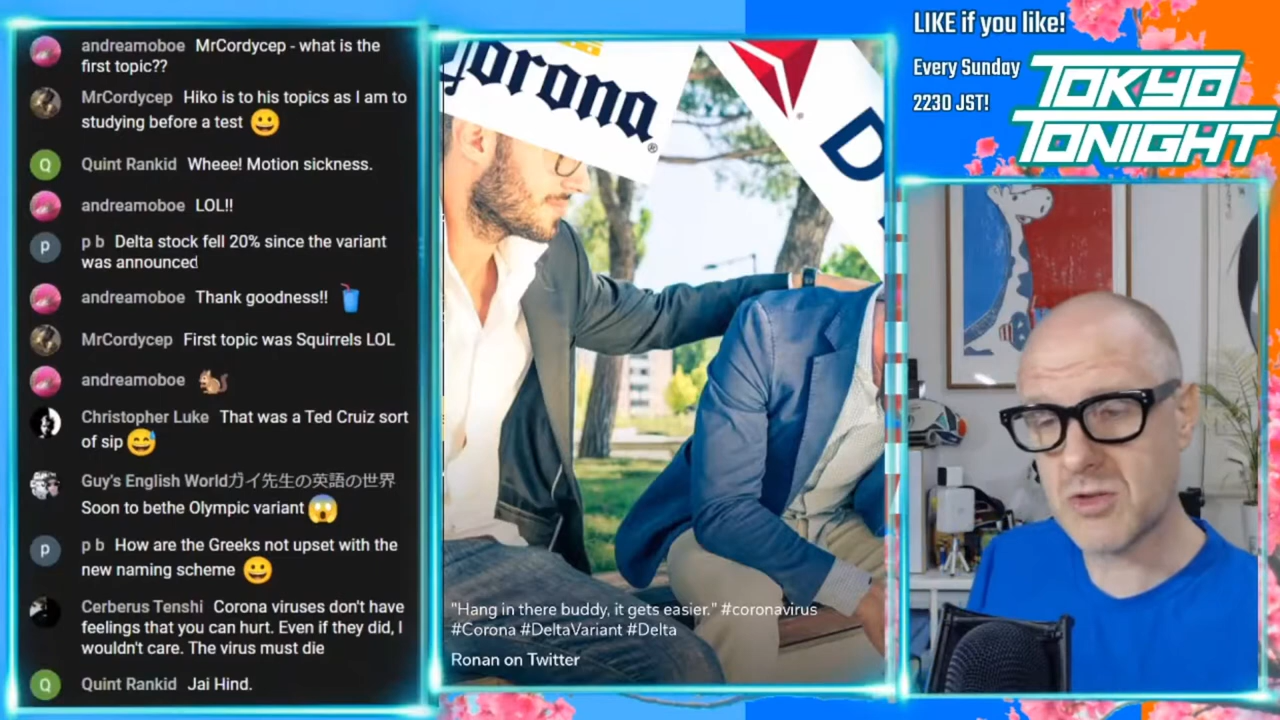 andreamoboe MrCordycep - what is the
first topic??
MrCordycep Hiko is to his topics as I am to
studying before a test 😀
Q Quint Rankid Wheee! Motion sickness.
andreamoboe LOL!!
p p b Delta stock fell 20% since the variant
was announced
andreamoboe Thank goodness!! 🥤
MrCordycep First topic was Squirrels LOL
andreamoboe 🐿️
Christopher Luke That was a Ted Cruiz sort
of sip 😅
Guy's English Worldガイ先生の英語の世界
Soon to bethe Olympic variant 😱
p p b How are the Greeks not upset with the
new naming scheme 😀
Cerberus Tenshi Corona viruses don't have
feelings that you can hurt. Even if they did, I
wouldn't care. The virus must die
Q Quint Rankid Jai Hind.
Corona®
D
"Hang in there buddy, it gets easier." #coronavirus
#Corona #DeltaVariant #Delta
Ronan on Twitter
LIKE if you like!
Every Sunday
2230 JST!
TOKYO
TONIGHT